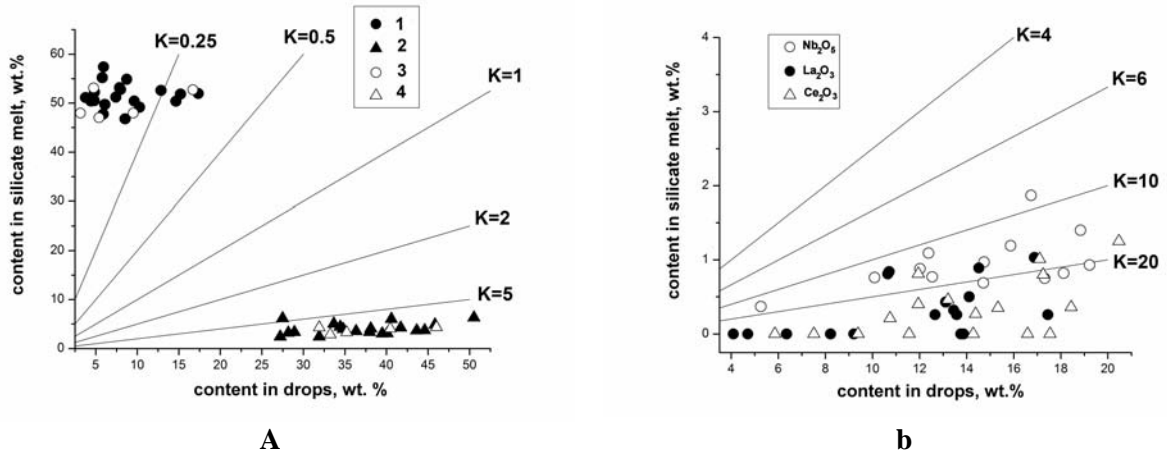 K=0.25
K=0.5
K=1
K=2
K=5
1
2
3
4
60
50
40
30
20
10
0
5 10 15 20 25 30 35 40 45 50
content in silicate melt, wt.%
content in drops, wt. %
A
K=4
K=6
K=10
K=20
Nb2O5
La2O3
Ce2O3
4
3
2
1
0
4 6 8 10 12 14 16 18 20
content in silicate melt, wt.%
content in drops, wt.%
b